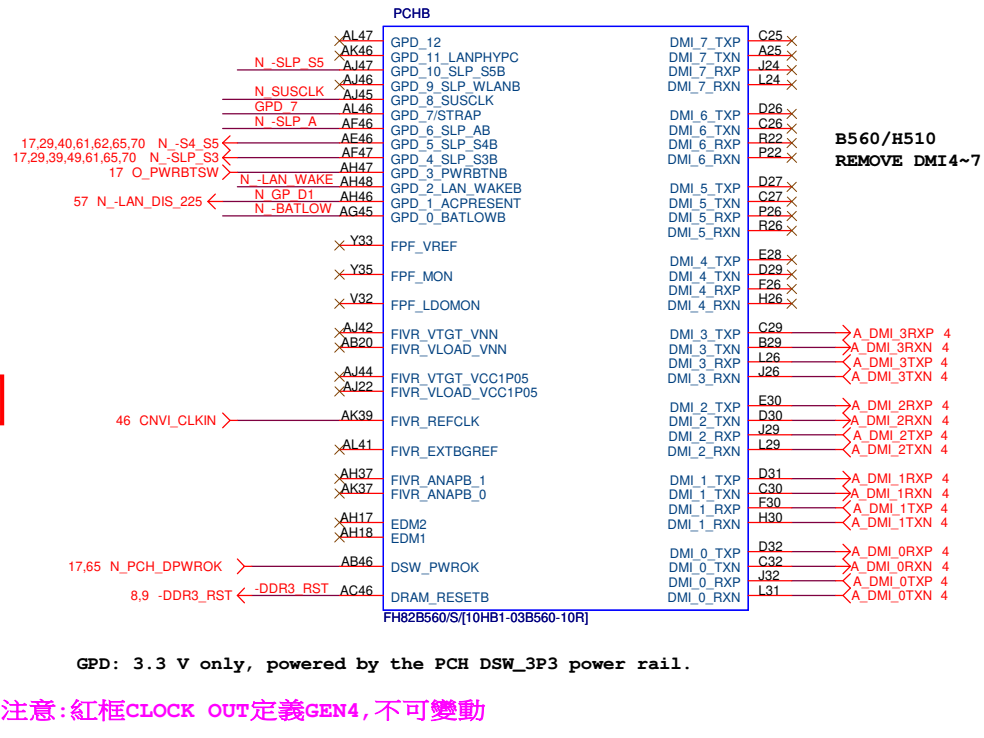 PCHB
AL47 GPD_12
AK46 GPD_11_LANPHYPC
N_-SLP_S5 AJ47 GPD_10_SLP_S5B
AJ46 GPD_9_SLP_WLANB
N_SUSCLK AJ45 GPD_8_SUSCLK
GPD_7 AL46 GPD_7/STRAP
N_-SLP_A AF46 GPD_6_SLP_AB
17,29,40,61,62,65,70 N_-S4_S5 AE46 GPD_5_SLP_S4B
17,29,39,49,61,65,70 N_-SLP_S3 AF47 GPD_4_SLP_S3B
17 O_PWRBTSW AH47 GPD_3_PWRBTNB
N_-LAN_WAKE AH48 GPD_2_LAN_WAKEB
57 N_-LAN_DIS_225 N_GP_D1 AH46 GPD_1_ACPRESENT
N_-BATLOW AG45 GPD_0_BATLOWB
Y33 FPF_VREF
Y35 FPF_MON
V32 FPF_LDOMON
AJ42 FIVR_VTGT_VNN
AB20 FIVR_VLOAD_VNN
AJ44 FIVR_VTGT_VCC1P05
AJ22 FIVR_VLOAD_VCC1P05
46 CNVI_CLKIN AK39 FIVR_REFCLK
AL41 FIVR_EXTBGREF
AH37 FIVR_ANAPB_1
AK37 FIVR_ANAPB_0
AH17 EDM2
AH18 EDM1
17,65 N_PCH_DPWROK AB46 DSW_PWROK
8,9 -DDR3_RST -DDR3_RST AC46 DRAM_RESETB
DMI_7_TXP C25
DMI_7_TXN A25
DMI_7_RXP J24
DMI_7_RXN L24
DMI_6_TXP D26
DMI_6_TXN C26
DMI_6_RXP R22
DMI_6_RXN P22
DMI_5_TXP D27
DMI_5_TXN C27
DMI_5_RXP P26
DMI_5_RXN R26
DMI_4_TXP E28
DMI_4_TXN D29
DMI_4_RXP F26
DMI_4_RXN H26
DMI_3_TXP C29 A_DMI_3RXP 4
DMI_3_TXN B29 A_DMI_3RXN 4
DMI_3_RXP L26 A_DMI_3TXP 4
DMI_3_RXN J26 A_DMI_3TXN 4
DMI_2_TXP E30 A_DMI_2RXP 4
DMI_2_TXN D30 A_DMI_2RXN 4
DMI_2_RXP J29 A_DMI_2TXP 4
DMI_2_RXN L29 A_DMI_2TXN 4
DMI_1_TXP D31 A_DMI_1RXP 4
DMI_1_TXN C30 A_DMI_1RXN 4
DMI_1_RXP F30 A_DMI_1TXP 4
DMI_1_RXN H30 A_DMI_1TXN 4
DMI_0_TXP D32 A_DMI_0RXP 4
DMI_0_TXN C32 A_DMI_0RXN 4
DMI_0_RXP J32 A_DMI_0TXP 4
DMI_0_RXN L31 A_DMI_0TXN 4
B560/H510
REMOVE DMI4~7
FH82B560/S/[10HB1-03B560-10R]
GPD: 3.3 V only, powered by the PCH DSW_3P3 power rail.
注意:紅框CLOCK OUT定義GEN4,不可變動